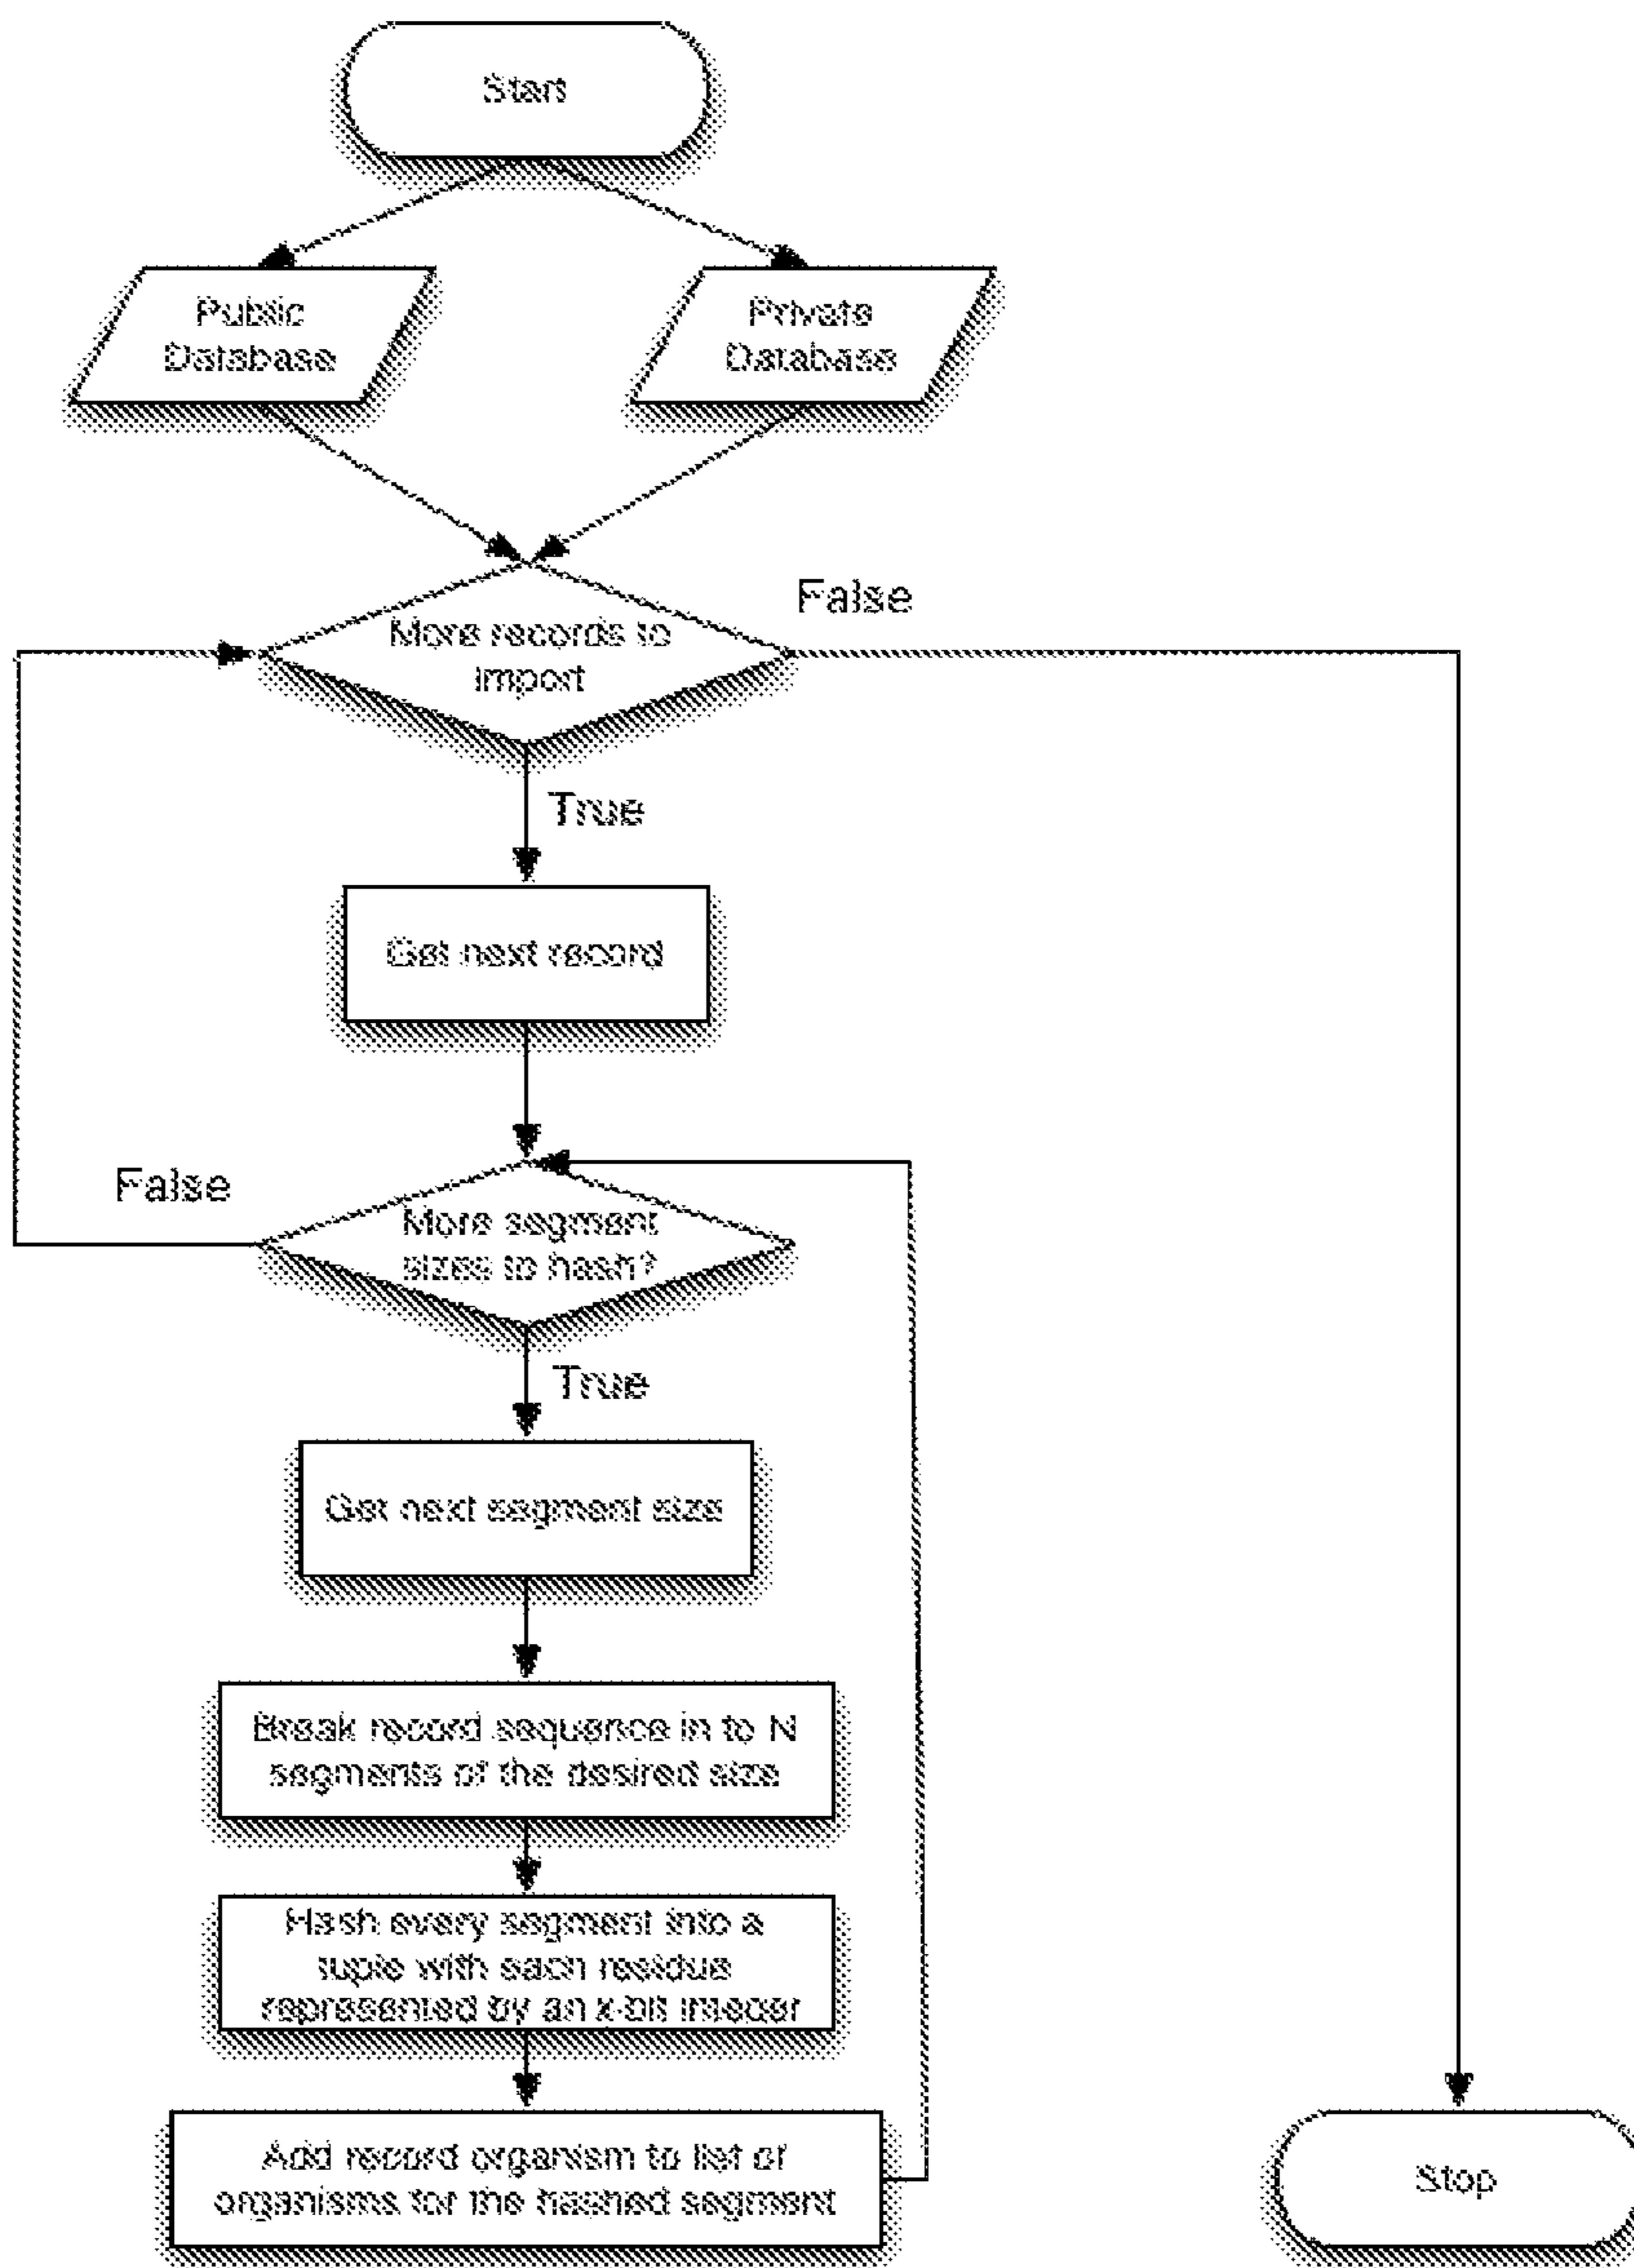 Start
Public
Database
Private
Database
More records to
import
False
True
Get next record
False
More segment
sizes to hash?
True
Get next segment size
Break record sequence in to N
segments of the desired size
Hash every segment into a
tuple with each residue
represented by an x-bit integer
Add record organism to list of
organisms for the hashed segment
Stop